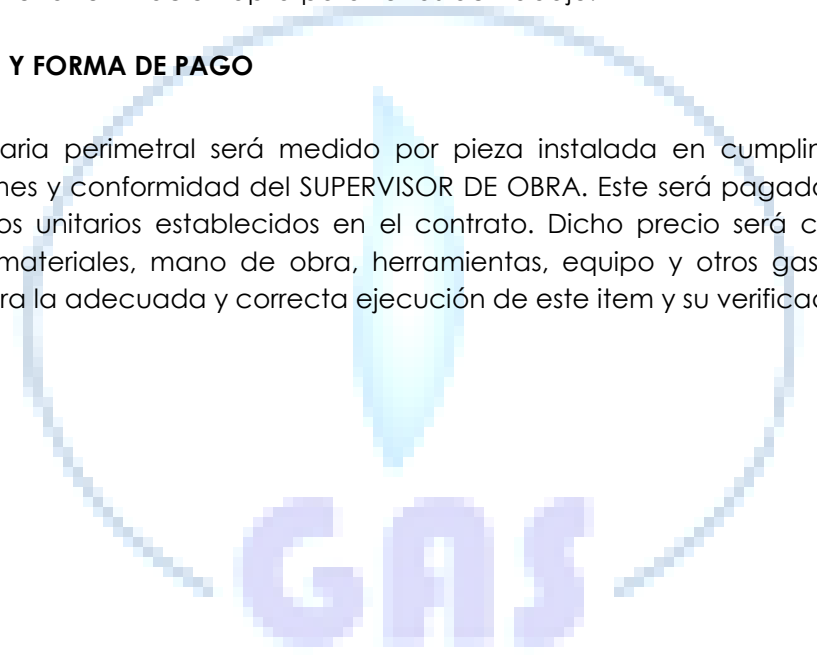 Y FORMA DE PAGO
aria perimetral será medido por pieza instalada en cumplin
nes y conformidad del SUPERVISOR DE OBRA. Este será pagado
os unitarios establecidos en el contrato. Dicho precio será c
materiales, mano de obra, herramientas, equipo y otros gas
ra la adecuada y correcta ejecución de este item y su verificad
GAS